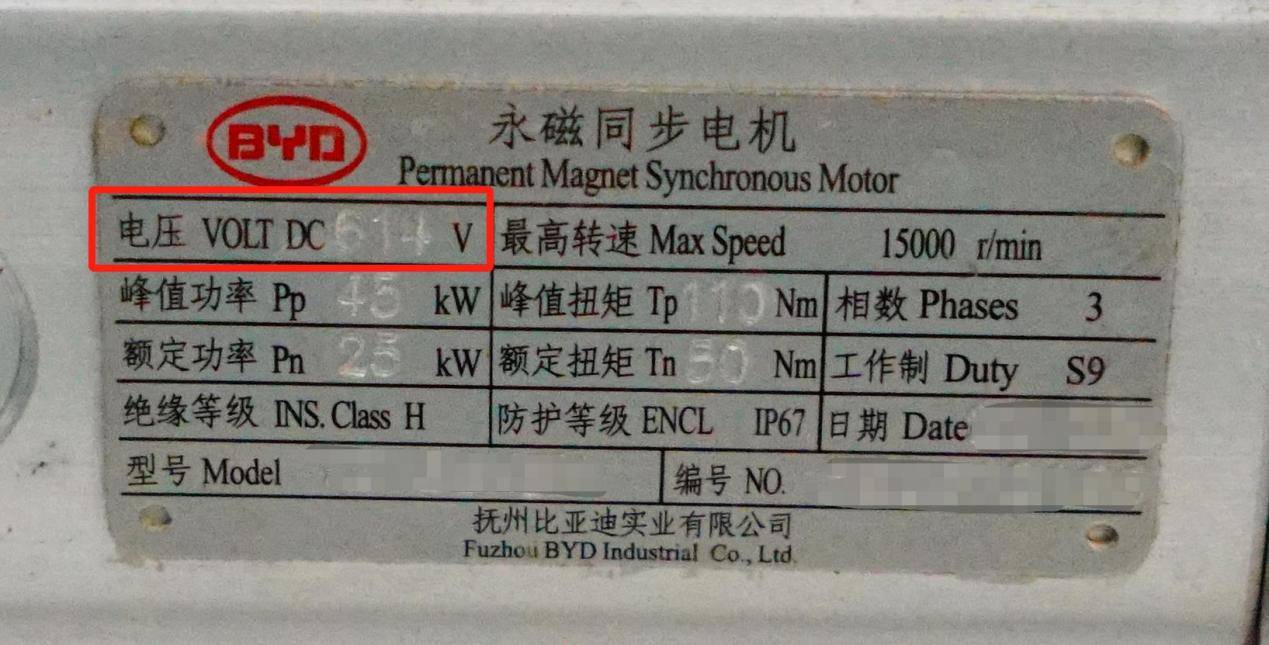 BYD
永磁同步电机
Permanent Magnet Synchronous Motor
电压 VOLT DC 614 V 最高转速 Max Speed 15000 r/min
峰值功率 Pp 45 kW 峰值扭矩 Tp 110 Nm 相数 Phases 3
额定功率 Pn 25 kW 额定扭矩 Tn 50 Nm 工作制 Duty S9
绝缘等级 INS. Class H 防护等级 ENCL IP67 日期 Date
型号 Model 编号 NO.
抚州比亚迪实业有限公司
Fuzhou BYD Industrial Co., Ltd.